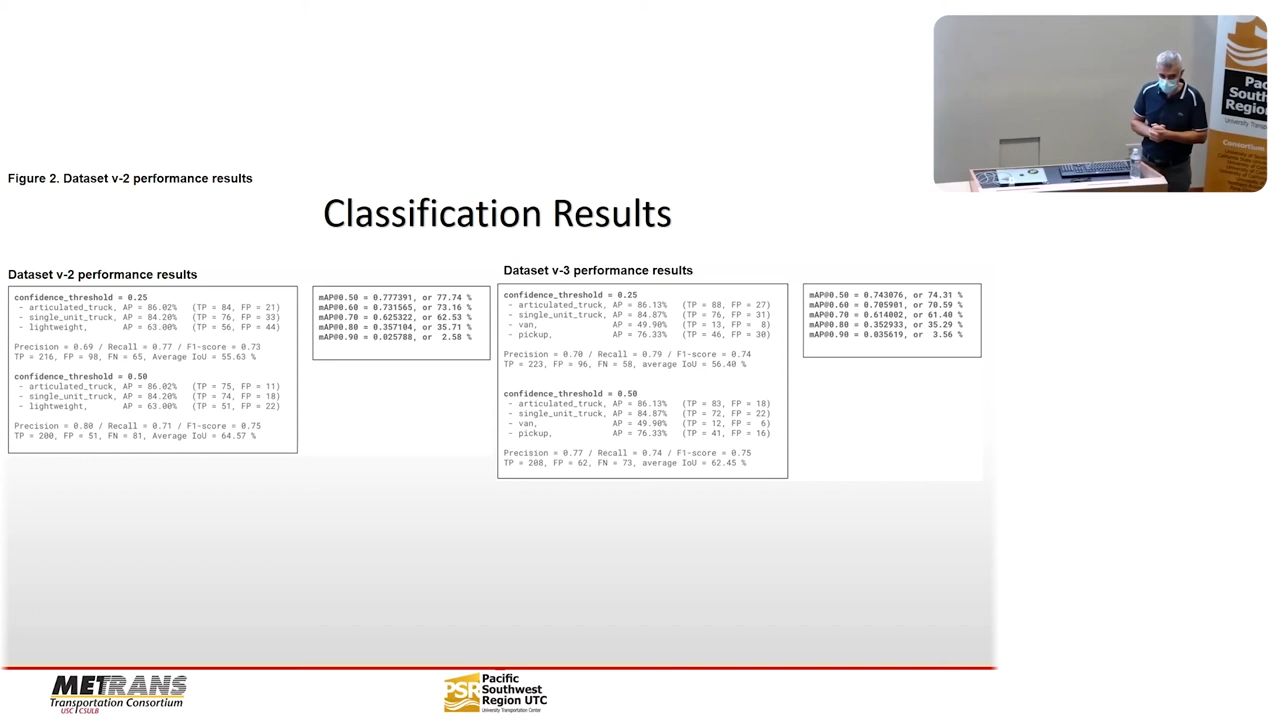 Figure 2. Dataset v-2 performance results
Classification Results
Dataset v-2 performance results
confidence_threshold = 0.25
- articulated_truck, AP = 86.02% (TP = 84, FP = 21)
- single_unit_truck, AP = 84.20% (TP = 76, FP = 33)
- lightweight, AP = 63.00% (TP = 56, FP = 44)
Precision = 0.69 / Recall = 0.77 / F1-score = 0.73
TP = 216, FP = 98, FN = 65, Average IoU = 55.63 %
confidence_threshold = 0.50
- articulated_truck, AP = 86.02% (TP = 75, FP = 11)
- single_unit_truck, AP = 84.20% (TP = 74, FP = 18)
- lightweight, AP = 63.00% (TP = 51, FP = 22)
Precision = 0.80 / Recall = 0.71 / F1-score = 0.75
TP = 200, FP = 51, FN = 81, Average IoU = 64.57 %
mAP@0.50 = 0.777391, or 77.74 %
mAP@0.60 = 0.731565, or 73.16 %
mAP@0.70 = 0.625322, or 62.53 %
mAP@0.80 = 0.357104, or 35.71 %
mAP@0.90 = 0.025788, or 2.58 %
Dataset v-3 performance results
confidence_threshold = 0.25
- articulated_truck, AP = 86.13% (TP = 88, FP = 27)
- single_unit_truck, AP = 84.87% (TP = 76, FP = 31)
- van, AP = 49.90% (TP = 13, FP = 8)
- pickup, AP = 76.33% (TP = 46, FP = 30)
Precision = 0.70 / Recall = 0.79 / F1-score = 0.74
TP = 223, FP = 96, FN = 58, average IoU = 56.40 %
confidence_threshold = 0.50
- articulated_truck, AP = 86.13% (TP = 83, FP = 18)
- single_unit_truck, AP = 84.87% (TP = 72, FP = 22)
- van, AP = 49.90% (TP = 12, FP = 6)
- pickup, AP = 76.33% (TP = 41, FP = 16)
Precision = 0.77 / Recall = 0.74 / F1-score = 0.75
TP = 208, FP = 62, FN = 73, average IoU = 62.45 %
mAP@0.50 = 0.743076, or 74.31 %
mAP@0.60 = 0.705901, or 70.59 %
mAP@0.70 = 0.614002, or 61.40 %
mAP@0.80 = 0.352933, or 35.29 %
mAP@0.90 = 0.035619, or 3.56 %
Pac
South
Region
University Transp
Consortium
METRANS
Transportation Consortium
USC | CSULB
PSR
Pacific
Southwest
Region UTC
University Transportation Center